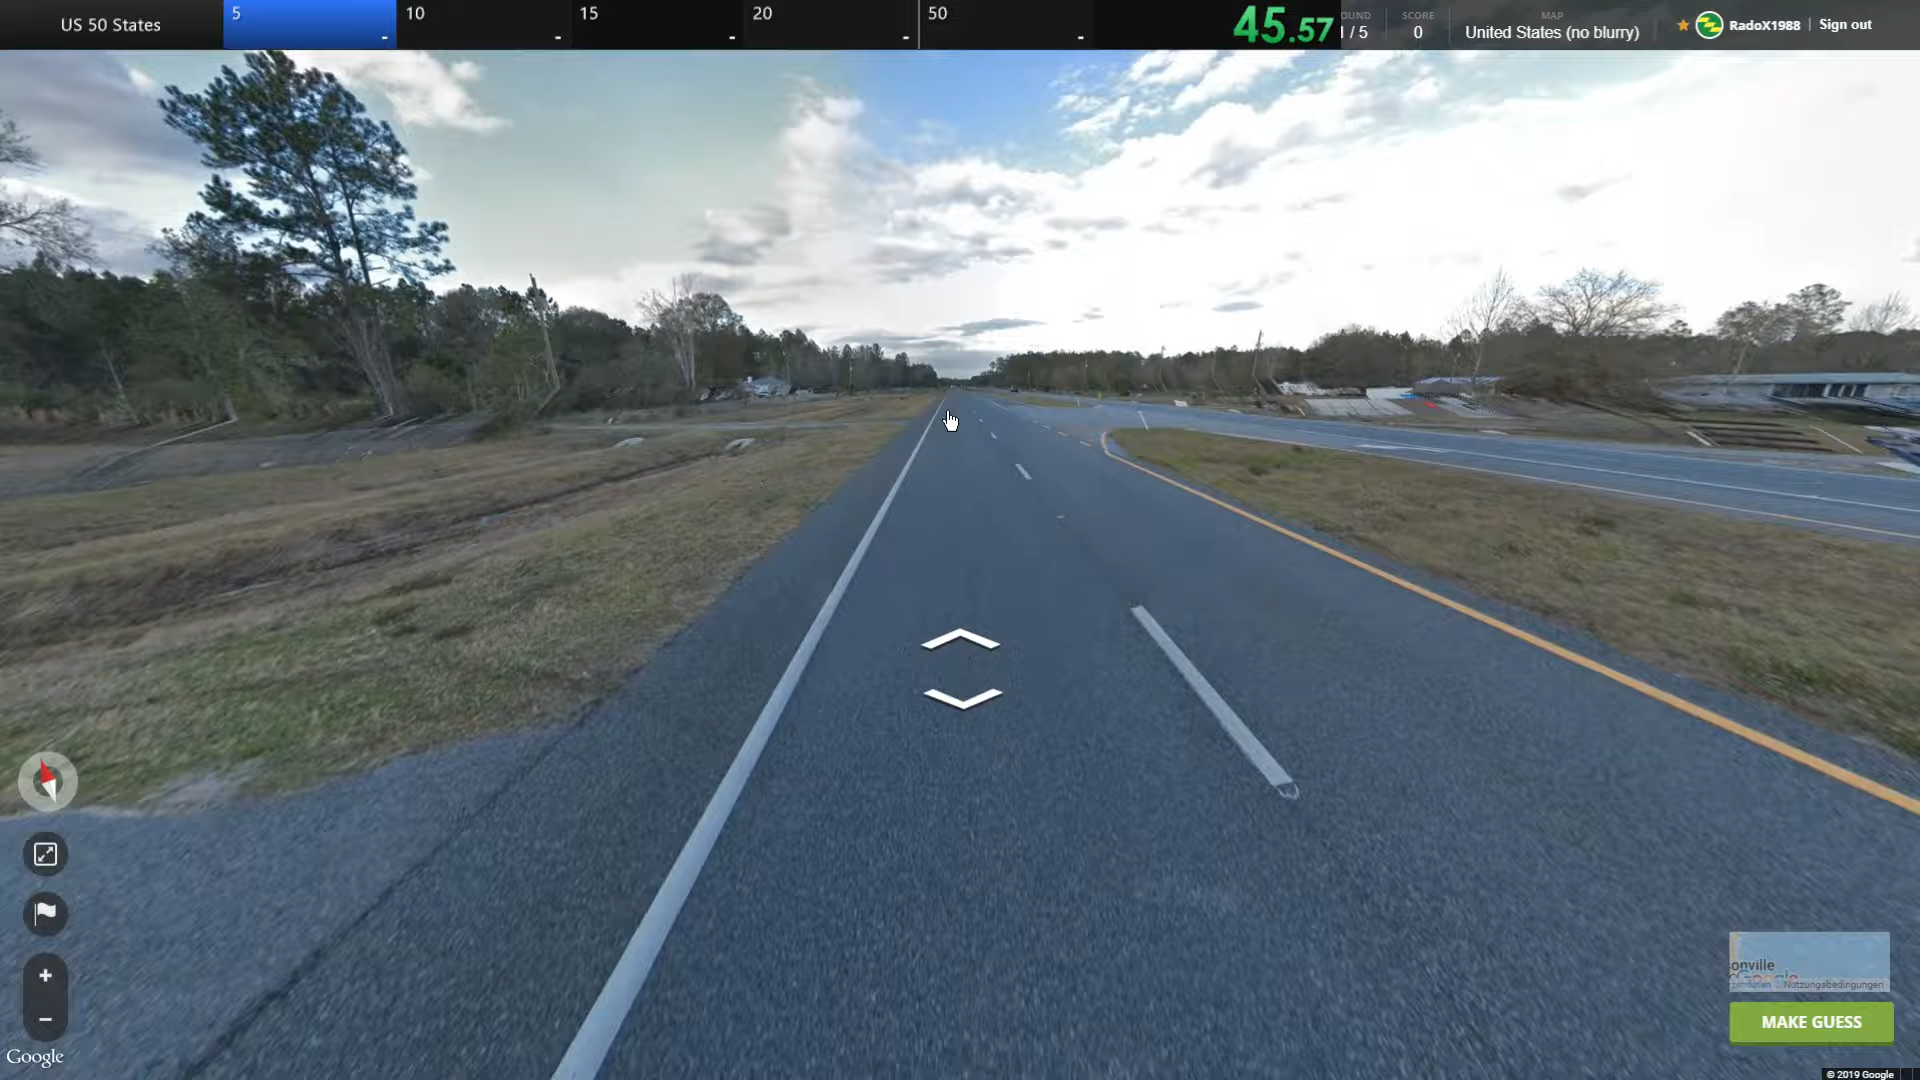 US 50 States
5
-
10
-
15
-
20
-
50
-
45.57
OUND
/ 5
SCORE
0
MAP
United States (no blurry)
RadoX1988
Sign out
onville
Google
Nutzungsbedingungen
MAKE GUESS
Google
© 2019 Google